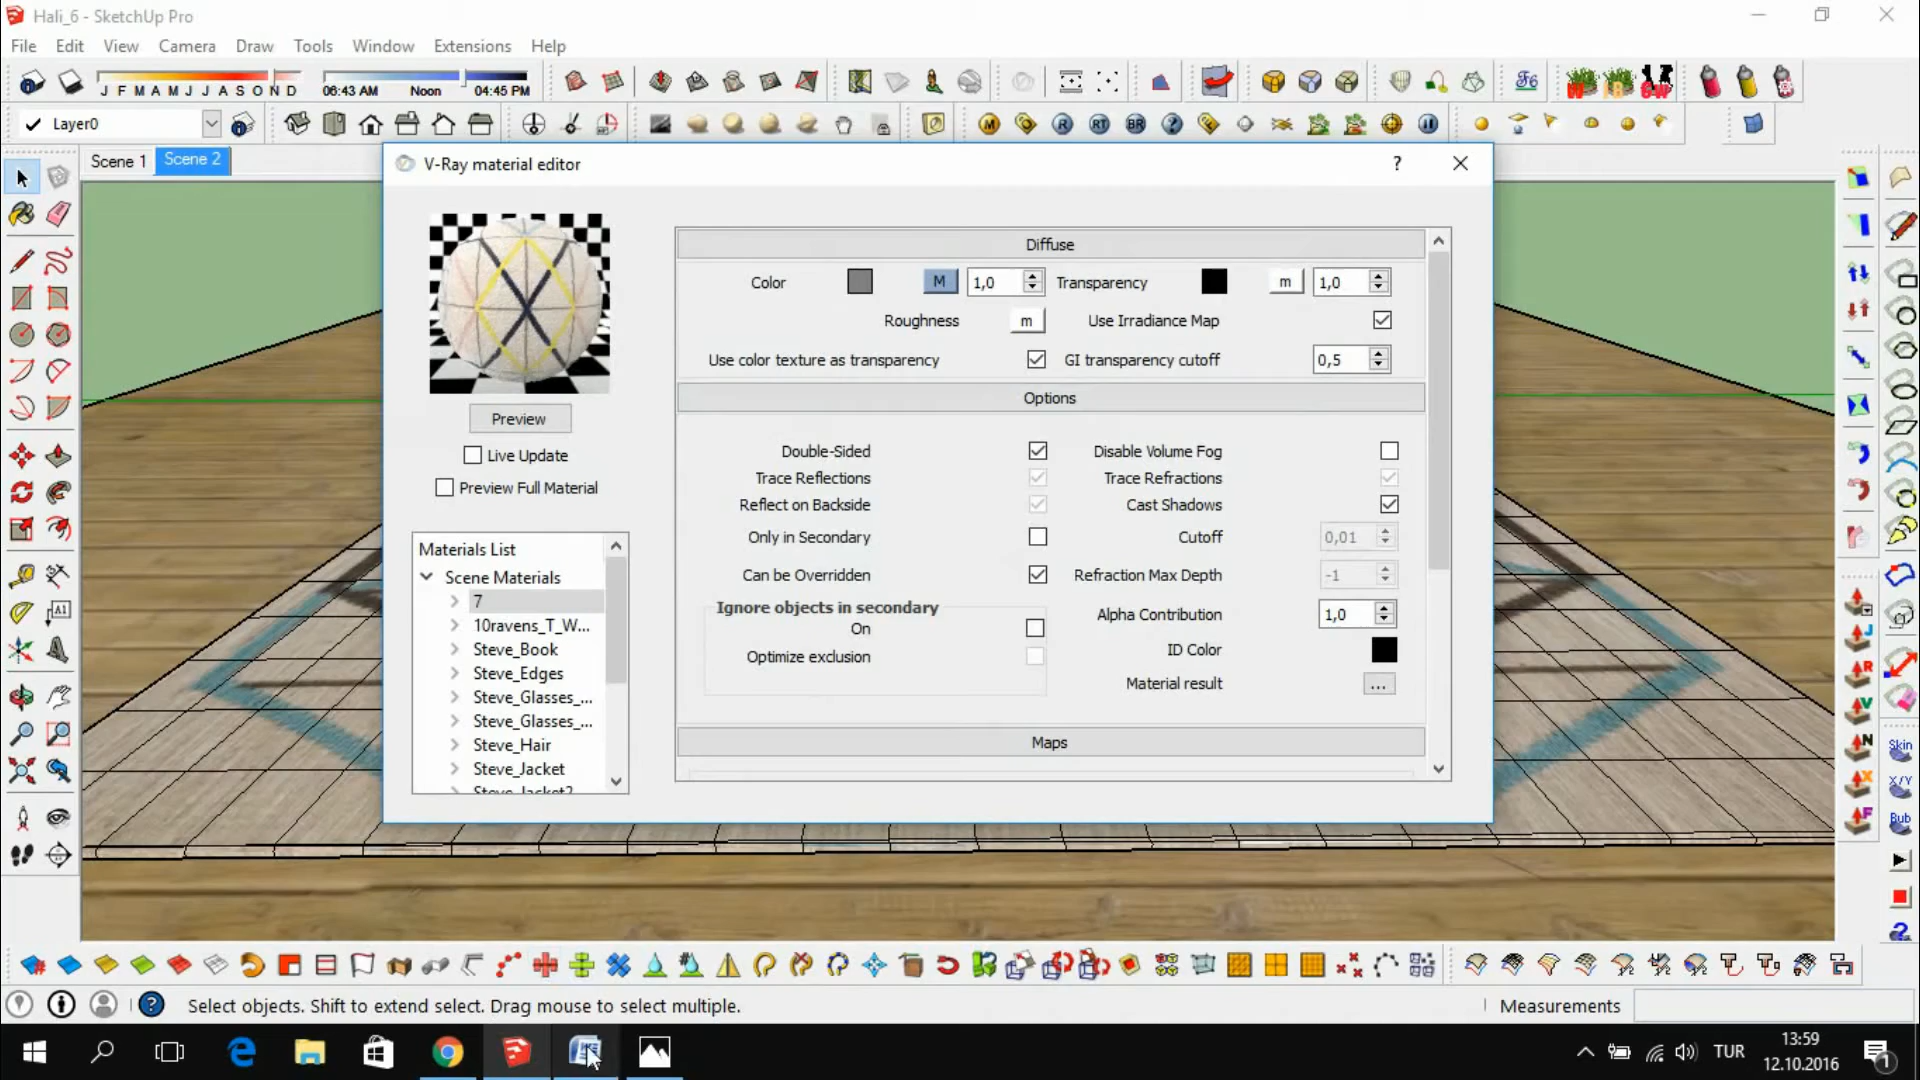 Hali_6 - SketchUp Pro
File Edit View Camera Draw Tools Window Extensions Help
J F M A M J J A S O N D 06:43 AM Noon 04:45 PM
Layer0
Scene 1 Scene 2
V-Ray material editor
?
Diffuse
Color M 1,0 Transparency m 1,0
Roughness m Use Irradiance Map
Use color texture as transparency GI transparency cutoff 0,5
Preview
Live Update
Preview Full Material
Options
Double-Sided Disable Volume Fog
Trace Reflections Trace Refractions
Reflect on Backside Cast Shadows
Only in Secondary Cutoff 0,01
Can be Overridden Refraction Max Depth -1
Ignore objects in secondary
On Alpha Contribution 1,0
Optimize exclusion ID Color
Material result ...
Maps
Materials List
Scene Materials
7
10ravens_T_W...
Steve_Book
Steve_Edges
Steve_Glasses_...
Steve_Glasses_...
Steve_Hair
Steve_Jacket
Steve_Jacket2
Skin
X/Y
Bub
Select objects. Shift to extend select. Drag mouse to select multiple.
Measurements
TUR
13:59
12.10.2016
1